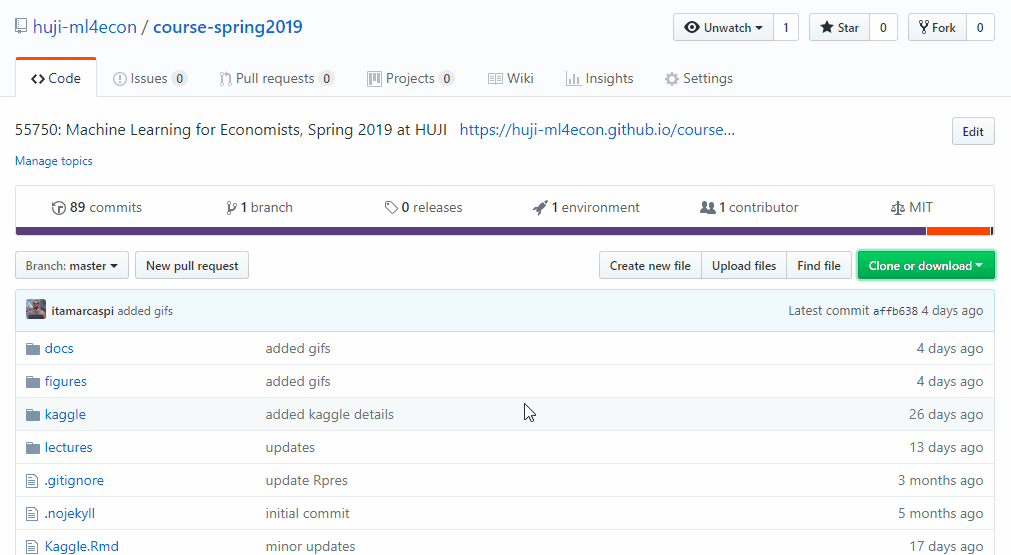 huji-ml4econ / course-spring2019 Unwatch 1 Star 0 Fork 0
Code Issues 0 Pull requests 0 Projects 0 Wiki Insights Settings
55750: Machine Learning for Economists, Spring 2019 at HUJI https://huji-ml4econ.github.io/course... Edit
Manage topics
89 commits 1 branch 0 releases 1 environment 1 contributor MIT
Branch: master New pull request Create new file Upload files Find file Clone or download
itamarcaspi added gifs Latest commit affb638 4 days ago
docs added gifs 4 days ago
figures added gifs 4 days ago
kaggle added kaggle details 26 days ago
lectures updates 13 days ago
.gitignore update Rpres 3 months ago
.nojekyll initial commit 5 months ago
Kaggle.Rmd minor updates 17 days ago